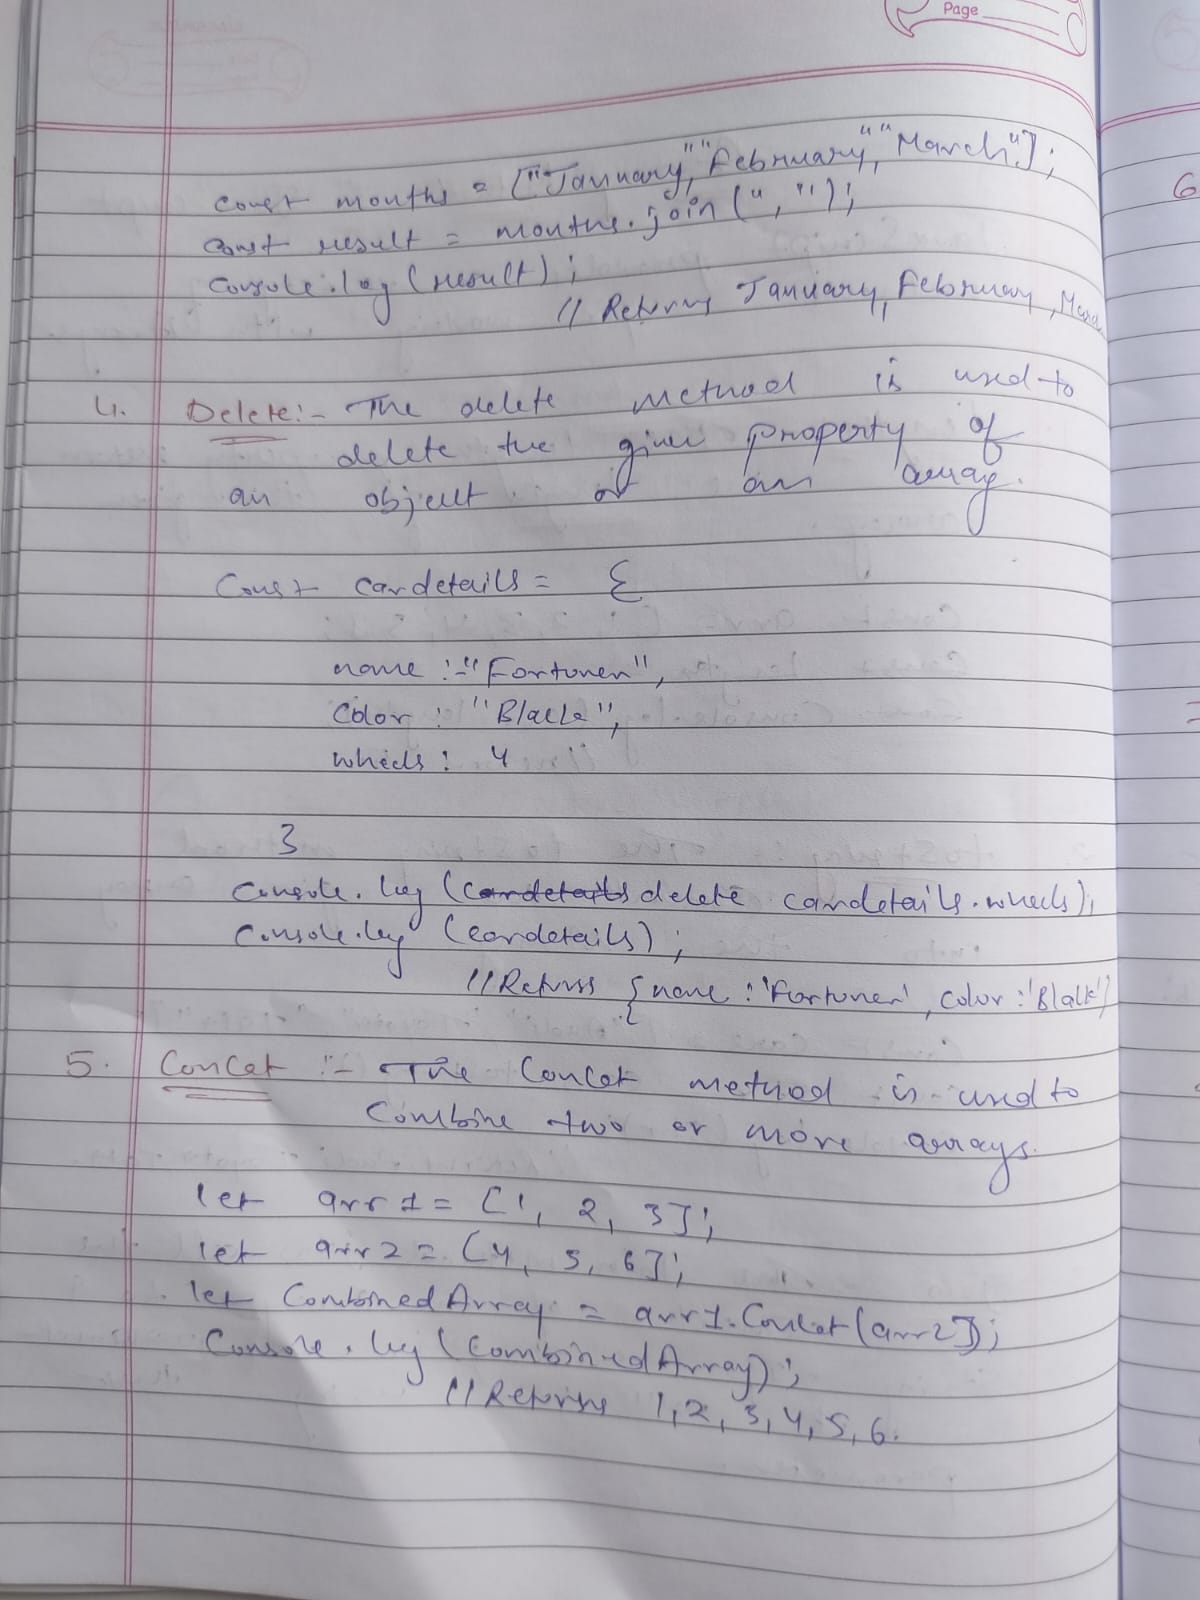 Page
const months = ["January", "February", "March"];
const result = months.join(", ");
console.log(result);
// Returns January, February, March
4. Delete:- The delete method is used to
delete the given property of
an object or an array.
Const cardetails = {
name :- "Fortuner",
Color : "Black",
wheels : 4
}
Console.log (cardetails delete cardetails.wheels);
Console.log (cardetails);
// Returns {name : 'Fortuner', color : 'Black'}
5. Concat :- The Concat method is used to
Combine two or more arrays.
let arr1 = [1, 2, 3];
let arr2 = [4, 5, 6];
let CombinedArray = arr1.Concat(arr2]);
Console.log (CombinedArray);
// Returns 1,2,3,4,5,6.
6